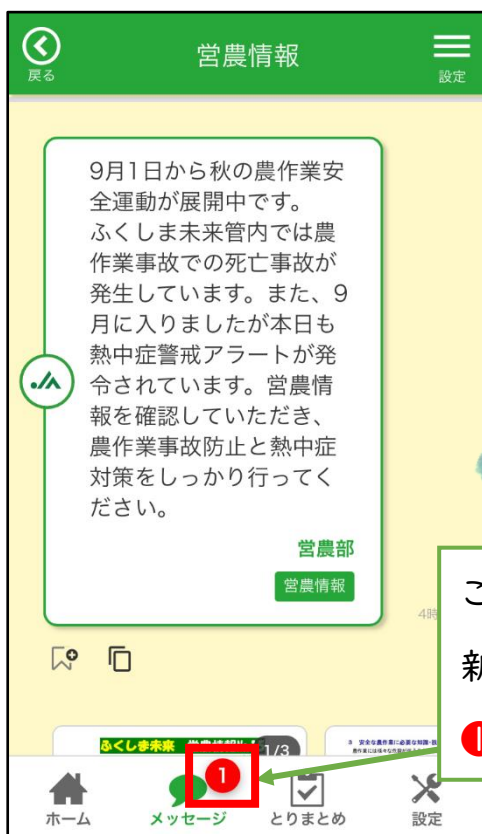 戻る
営農情報
設定
9月1日から秋の農作業安
全運動が展開中です。
ふくしま未来管内では農
作業事故での死亡事故が
発生しています。また、9
月に入りましたが本日も
熱中症警戒アラートが発
令されています。営農情
報を確認していただき、
農作業事故防止と熱中症
対策をしっかり行ってく
ださい。
営農部
営農情報
4時
こ
新
1
ふくしま未来 営農情報
1/3
1
ホーム
メッセージ
とりまとめ
設定